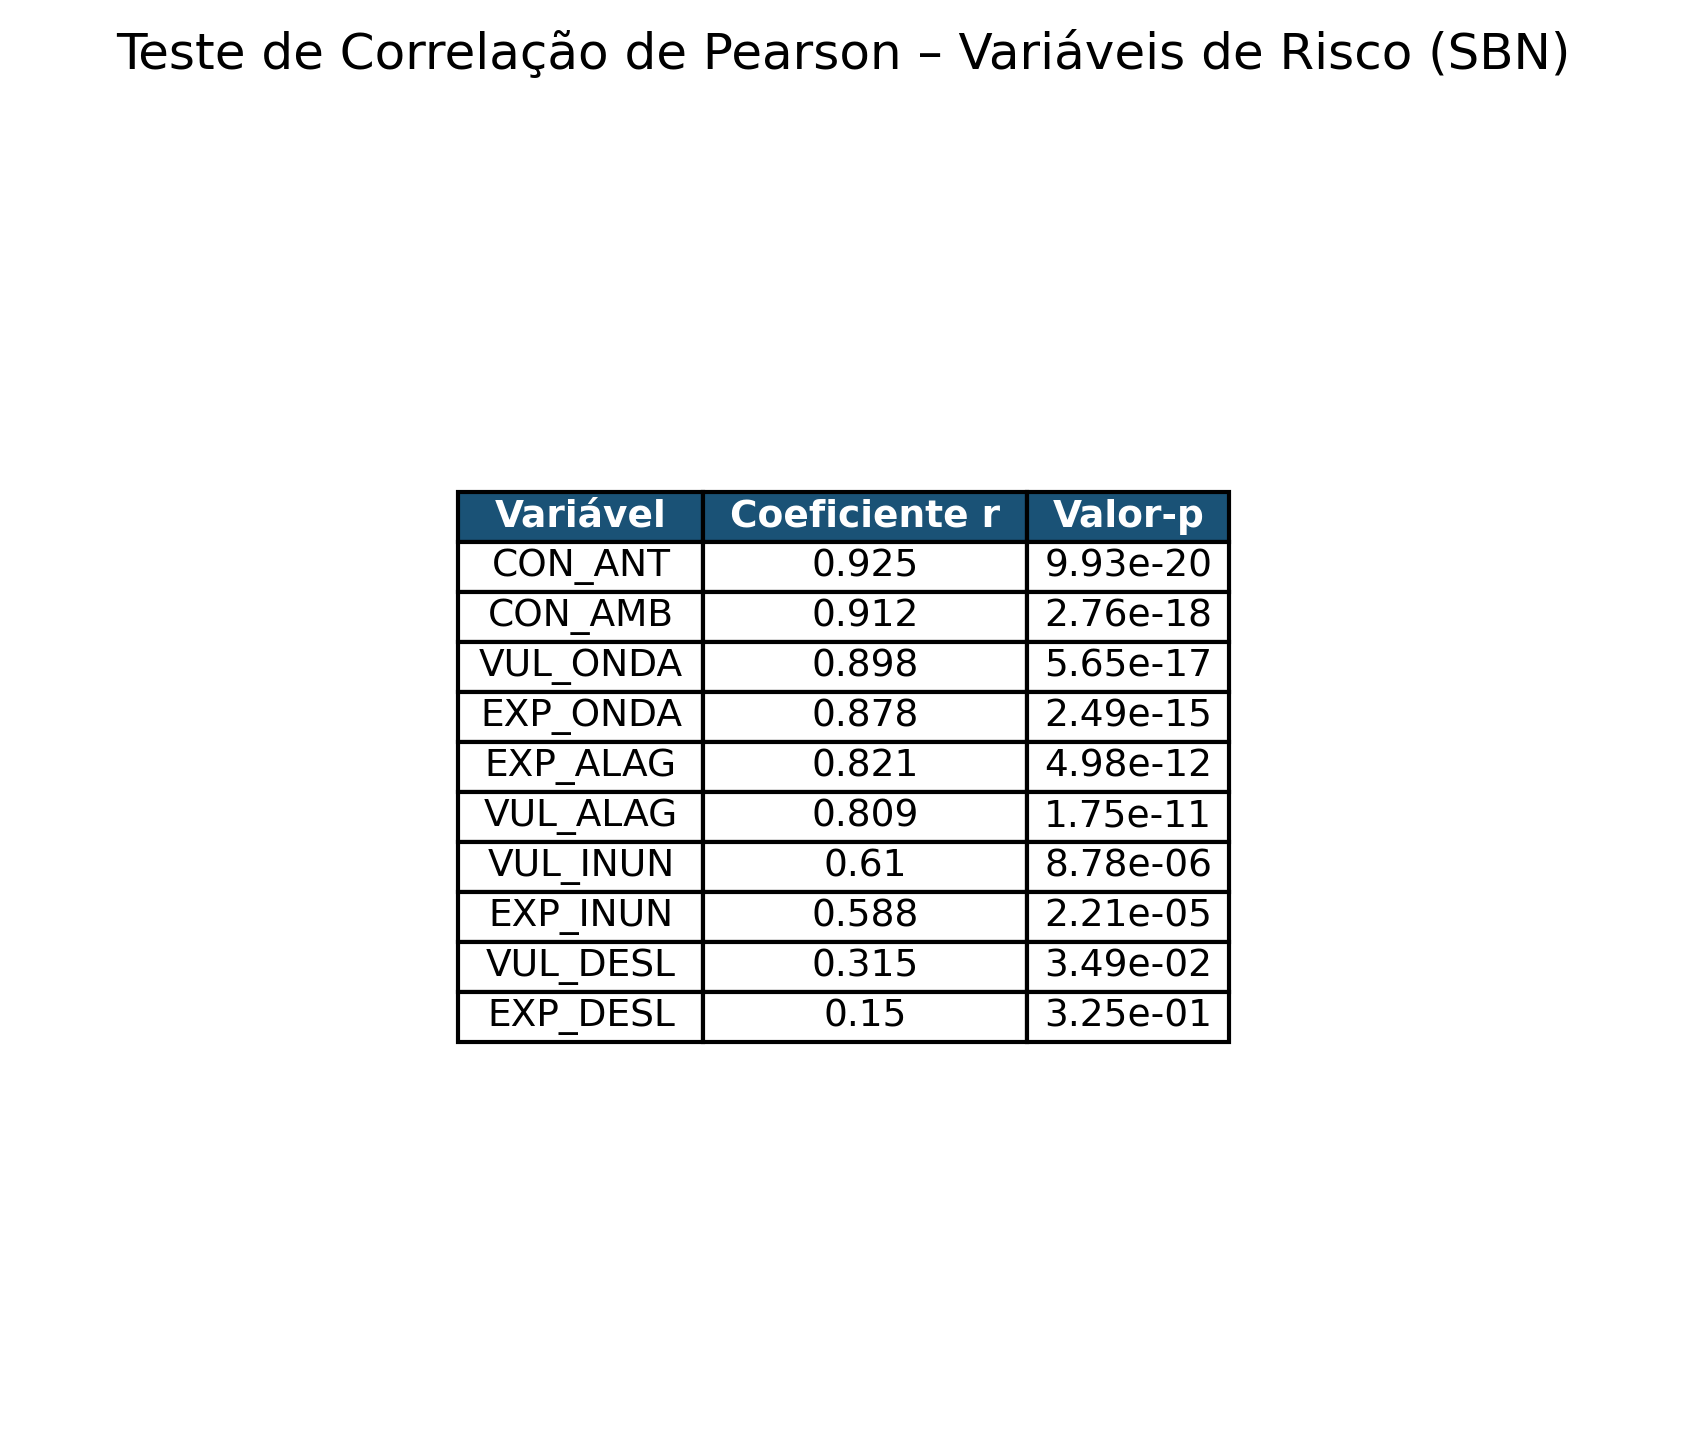 Teste de Correlação de Pearson – Variáveis de Risco (SBN)
Variável Coeficiente r Valor-p
CON_ANT 0.925 9.93e-20
CON_AMB 0.912 2.76e-18
VUL_ONDA 0.898 5.65e-17
EXP_ONDA 0.878 2.49e-15
EXP_ALAG 0.821 4.98e-12
VUL_ALAG 0.809 1.75e-11
VUL_INUN 0.61 8.78e-06
EXP_INUN 0.588 2.21e-05
VUL_DESL 0.315 3.49e-02
EXP_DESL 0.15 3.25e-01